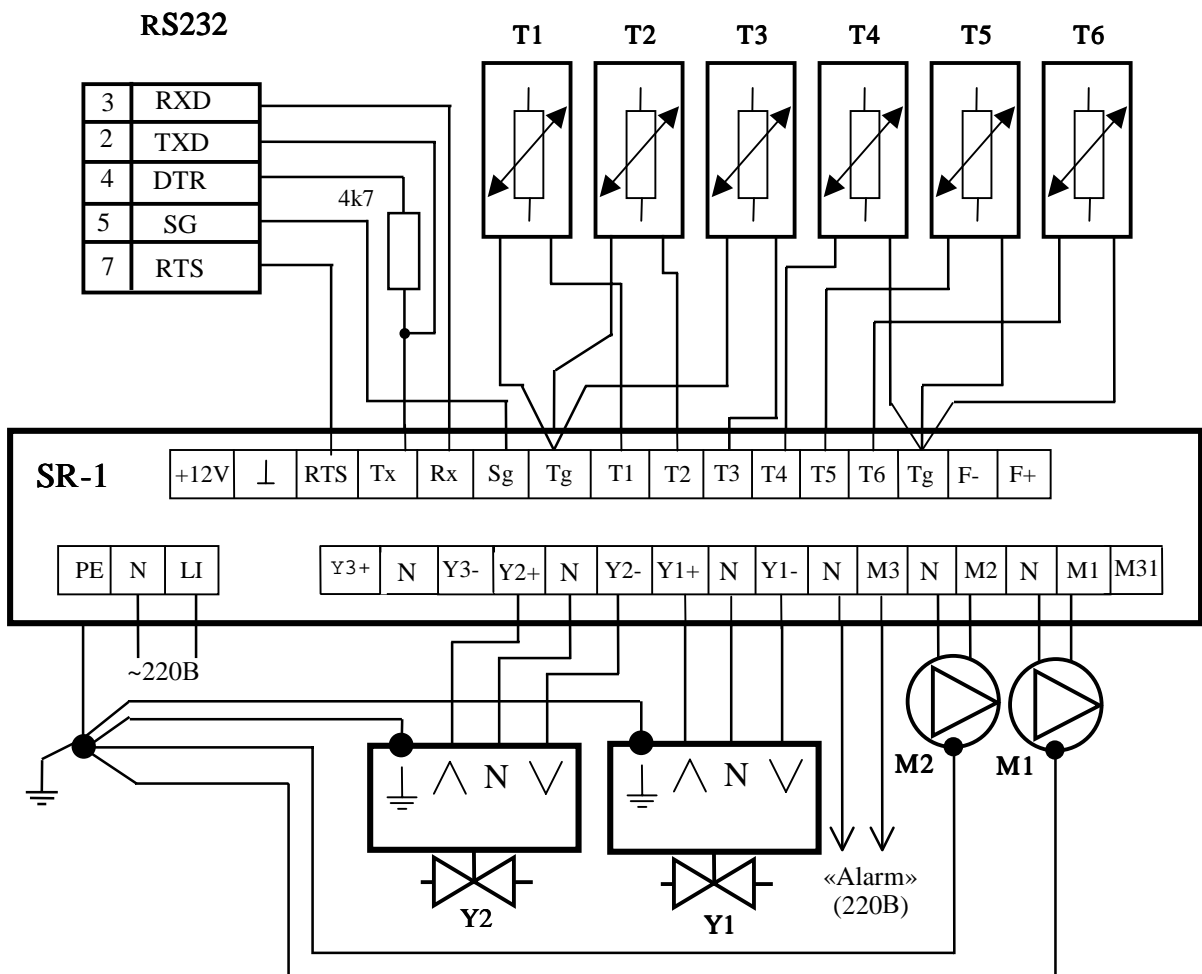 RS232
T1 T2 T3 T4 T5 T6
3 RXD
2 TXD
4 DTR
5 SG
7 RTS
4k7
SR-1
+12V ⊥ RTS Tx Rx Sg Tg T1 T2 T3 T4 T5 T6 Tg F- F+
PE N LI
Y3+ N Y3- Y2+ N Y2- Y1+ N Y1- N M3 N M2 N M1 M31
~220В
N
N
M2 M1
«Alarm»
(220В)
Y2
Y1